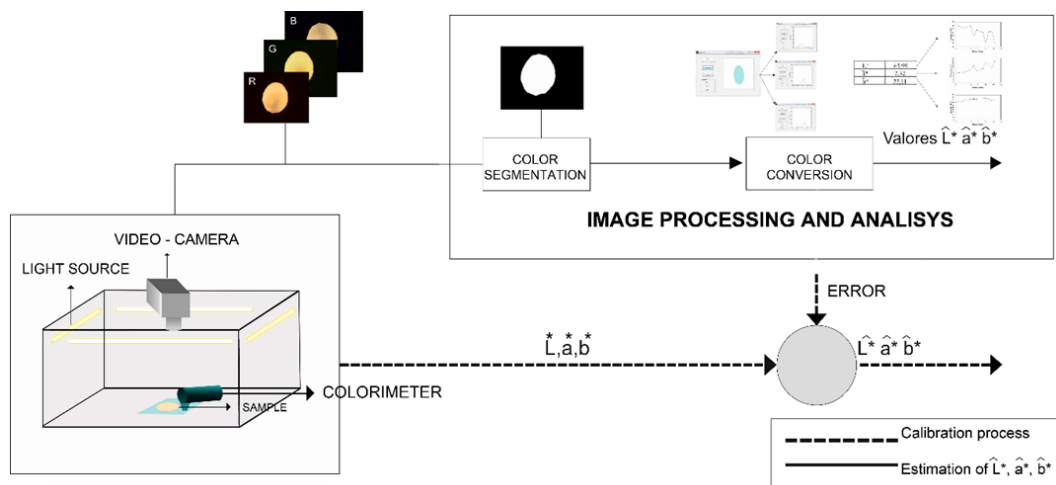 B
G
R
COLOR
SEGMENTATION
COLOR
CONVERSION
Valores L̂* â* b̂*
IMAGE PROCESSING AND ANALISYS
VIDEO - CAMERA
LIGHT SOURCE
COLORIMETER
SAMPLE
L*,a*,b*
ERROR
L̂* â* b̂*
Calibration process
Estimation of L̂*, â*, b̂*